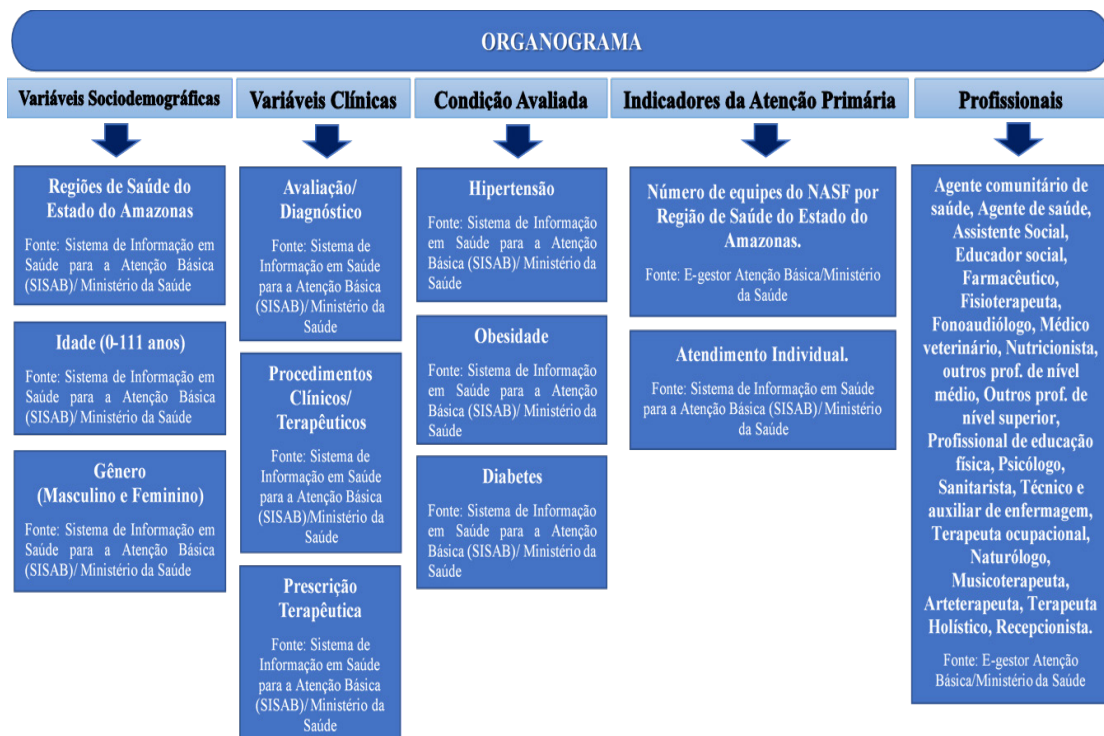 ORGANOGRAMA
Variáveis Sociodemográficas
Regiões de Saúde do
Estado do Amazonas
Fonte: Sistema de Informação em
Saúde para a Atenção Básica
(SISAB)/ Ministério da Saúde
Idade (0-111 anos)
Fonte: Sistema de Informação em
Saúde para a Atenção Básica
(SISAB)/ Ministério da Saúde
Gênero
(Masculino e Feminino)
Fonte: Sistema de Informação em
Saúde para a Atenção Básica
(SISAB)/ Ministério da Saúde
Variáveis Clínicas
Avaliação/
Diagnóstico
Fonte: Sistema de
Informação em Saúde
para a Atenção Básica
(SISAB)/ Ministério da
Saúde
Procedimentos
Clínicos/
Terapêuticos
Fonte: Sistema de
Informação em Saúde
para a Atenção Básica
(SISAB)/Ministério da
Saúde
Prescrição
Terapêutica
Fonte: Sistema de
Informação em Saúde
para a Atenção Básica
(SISAB)/ Ministério da
Saúde
Condição Avaliada
Hipertensão
Fonte: Sistema de Informação
em Saúde para a Atenção
Básica (SISAB)/ Ministério da
Saúde
Obesidade
Fonte: Sistema de Informação
em Saúde para a Atenção
Básica (SISAB)/ Ministério da
Saúde
Diabetes
Fonte: Sistema de Informação
em Saúde para a Atenção
Básica (SISAB)/ Ministério da
Saúde
Indicadores da Atenção Primária
Número de equipes do NASF por
Região de Saúde do Estado do
Amazonas.
Fonte: E-gestor Atenção Básica/Ministério
da Saúde
Atendimento Individual.
Fonte: Sistema de Informação em Saúde
para a Atenção Básica (SISAB)/ Ministério
da Saúde
Profissionais
Agente comunitário de
saúde, Agente de saúde,
Assistente Social,
Educador social,
Farmacêutico,
Fisioterapeuta,
Fonoaudiólogo, Médico
veterinário, Nutricionista,
outros prof. de nível
médio, Outros prof. de
nível superior,
Profissional de educação
física, Psicólogo,
Sanitarista, Técnico e
auxiliar de enfermagem,
Terapeuta ocupacional,
Naturólogo,
Musicoterapeuta,
Arteterapeuta, Terapeuta
Holístico, Recepcionista.
Fonte: E-gestor Atenção
Básica/Ministério da Saúde